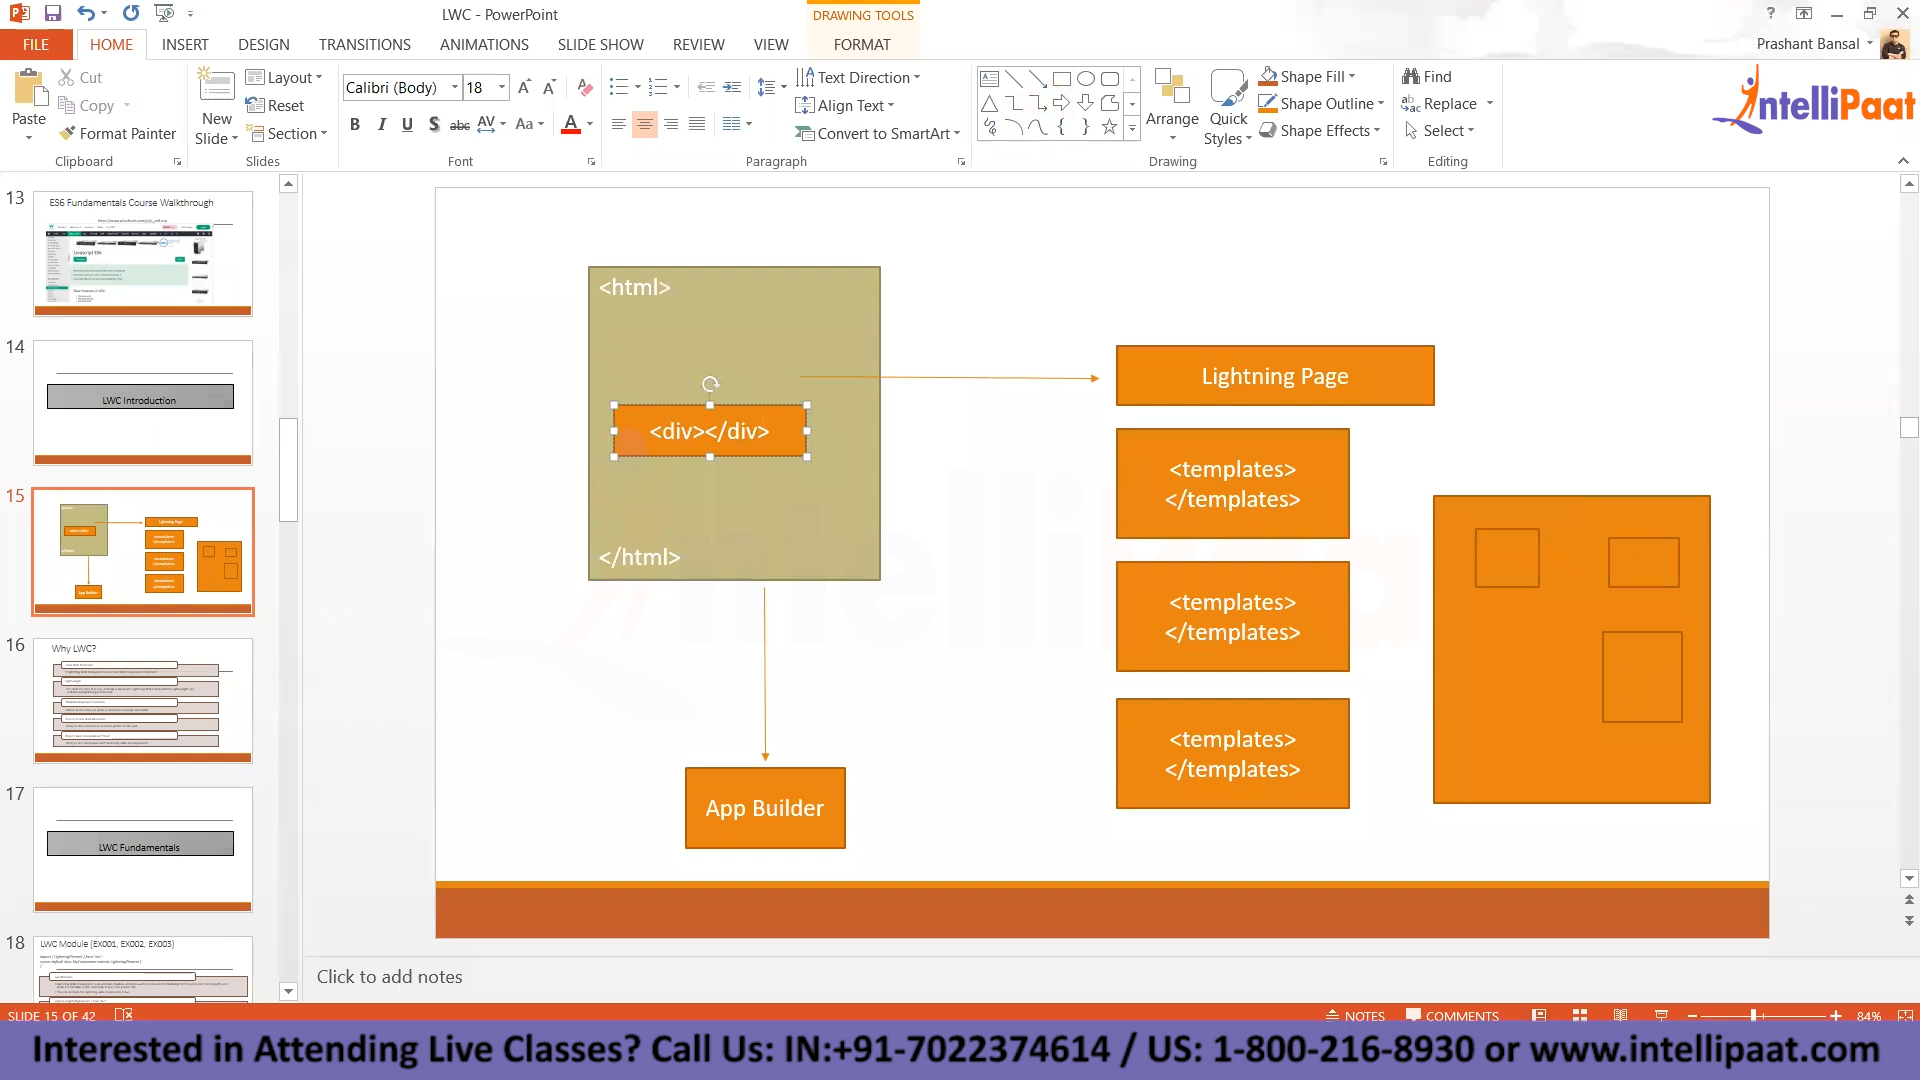 LWC - PowerPoint
DRAWING TOOLS
?
FILE
HOME
INSERT
DESIGN
TRANSITIONS
ANIMATIONS
SLIDE SHOW
REVIEW
VIEW
FORMAT
Prashant Bansal
Paste
Cut
Copy
Format Painter
Clipboard
New
Slide
Layout
Reset
Section
Slides
Calibri (Body)
18
B I U S abc AV Aa A
Font
Text Direction
Align Text
Convert to SmartArt
Paragraph
Arrange
Quick
Styles
Shape Fill
Shape Outline
Shape Effects
Drawing
Find
Replace
Select
Editing
IntelliPaat
13
ES6 Fundamentals Course Walkthrough
14
LWC Introduction
15
16
Why LWC?
17
LWC Fundamentals
18
LWC Module (EX001, EX002, EX003)
<html>
<div></div>
</html>
App Builder
Lightning Page
<templates>
</templates>
<templates>
</templates>
<templates>
</templates>
Click to add notes
SLIDE 15 OF 42
NOTES
COMMENTS
84%
Interested in Attending Live Classes? Call Us: IN:+91-7022374614 / US: 1-800-216-8930 or www.intellipaat.com